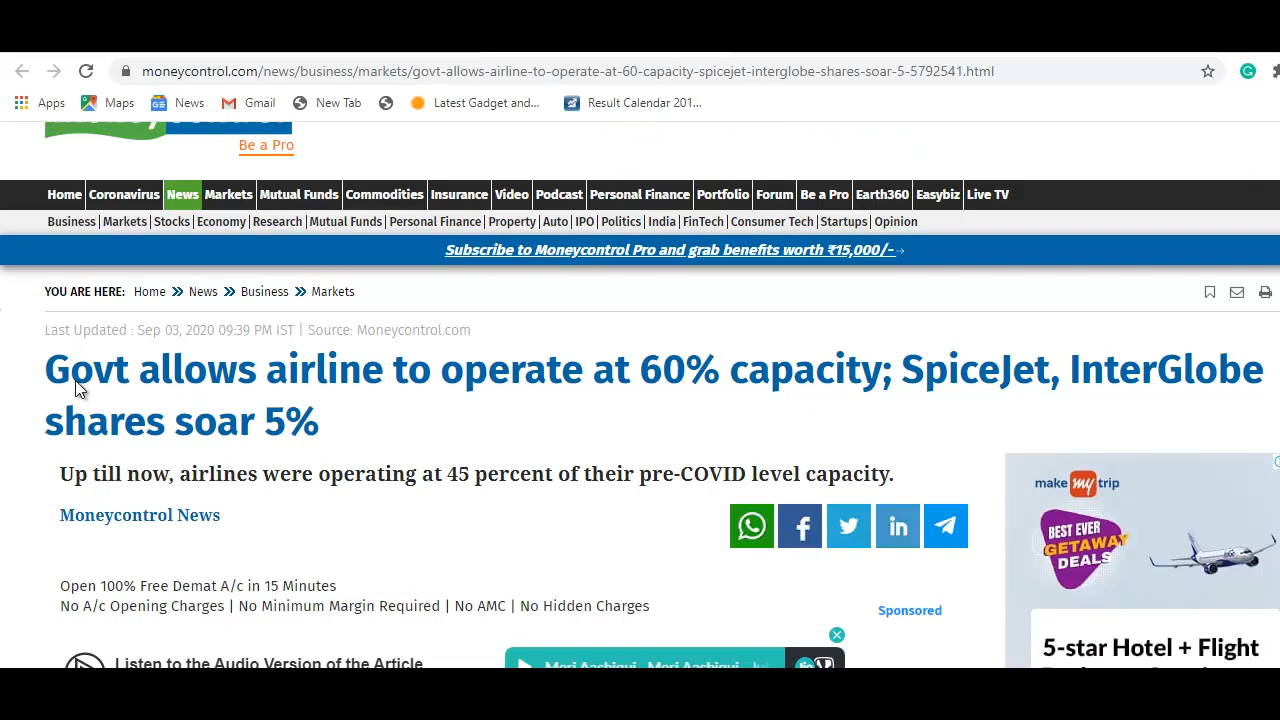 moneycontrol.com/news/business/markets/govt-allows-airline-to-operate-at-60-capacity-spicejet-interglobe-shares-soar-5-5792541.html
Apps Maps News Gmail New Tab Latest Gadget and... Result Calendar 201...
Be a Pro
Home Coronavirus News Markets Mutual Funds Commodities Insurance Video Podcast Personal Finance Portfolio Forum Be a Pro Earth360 Easybiz Live TV
Business | Markets | Stocks | Economy | Research | Mutual Funds | Personal Finance | Property | Auto | IPO | Politics | India | FinTech | Consumer Tech | Startups | Opinion
Subscribe to Moneycontrol Pro and grab benefits worth ₹15,000/-→
YOU ARE HERE: Home » News » Business » Markets
Last Updated : Sep 03, 2020 09:39 PM IST | Source: Moneycontrol.com
Govt allows airline to operate at 60% capacity; SpiceJet, InterGlobe
shares soar 5%
Up till now, airlines were operating at 45 percent of their pre-COVID level capacity.
Moneycontrol News
make my trip
BEST EVER
GETAWAY
DEALS
Open 100% Free Demat A/c in 15 Minutes
No A/c Opening Charges | No Minimum Margin Required | No AMC | No Hidden Charges
Sponsored
5-star Hotel + Flight
Listen to the Audio Version of the Article